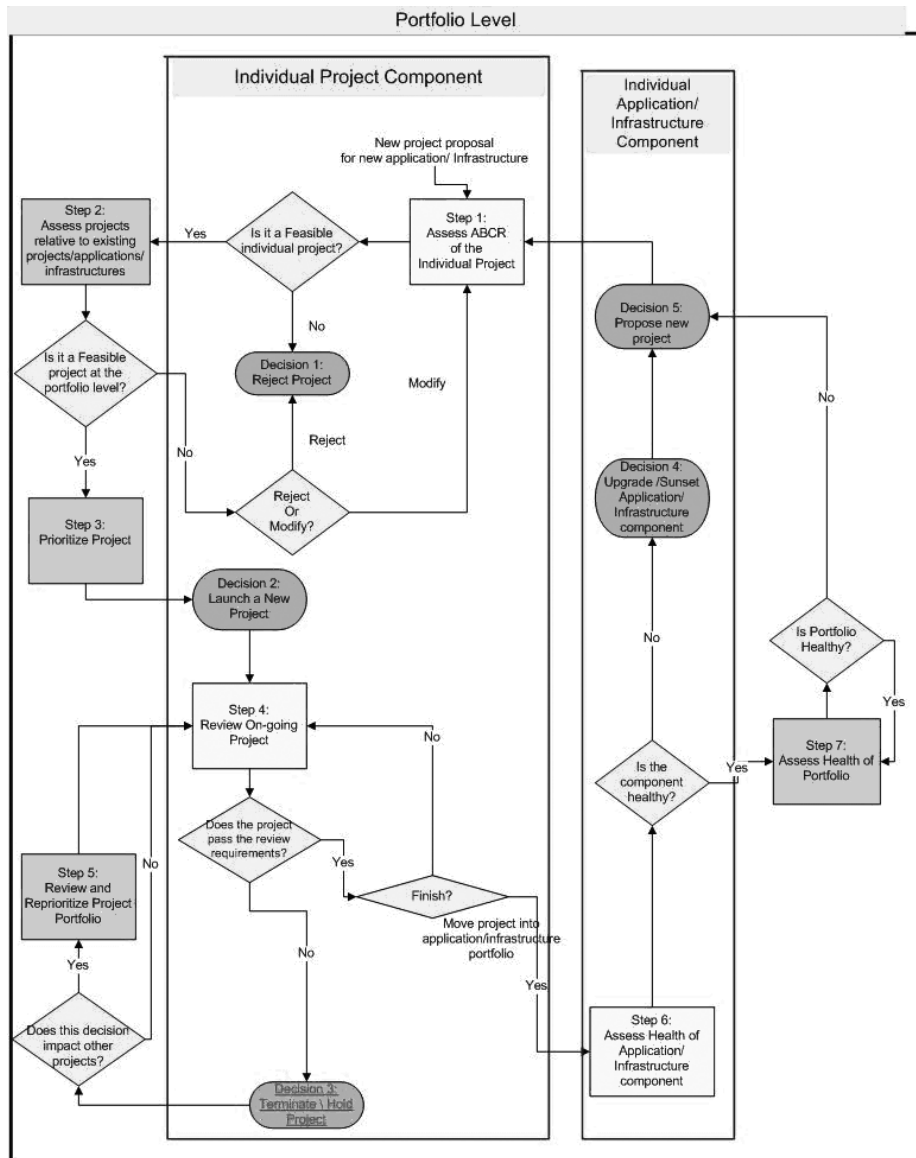 Portfolio Level
Individual Project Component
Individual
Application/
Infrastructure
Component
New project proposal
for new application/ Infrastructure
Step 1:
Assess ABCR
of the
Individual Project
Is it a Feasible
individual project?
Yes
Step 2:
Assess projects
relative to existing
projects/applications/
infrastructures
No
Decision 1:
Reject Project
Is it a Feasible
project at the
portfolio level?
No
Yes
Reject
Modify
Reject
Or
Modify?
Step 3:
Prioritize Project
Decision 2:
Launch a New
Project
Step 4:
Review On-going
Project
No
Does the project
pass the review
requirements?
Yes
Finish?
Move project into
application/infrastructure
portfolio
Yes
No
Step 5:
Review and
Reprioritize Project
Portfolio
No
Yes
Does this decision
impact other
projects?
Decision 3:
Terminate \ Hold
Project
Decision 5:
Propose new
project
Decision 4:
Upgrade /Sunset
Application/
Infrastructure
component
No
Is the
component
healthy?
Yes
Step 6:
Assess Health of
Application/
Infrastructure
component
No
Is Portfolio
Healthy?
Yes
Step 7:
Assess Health of
Portfolio